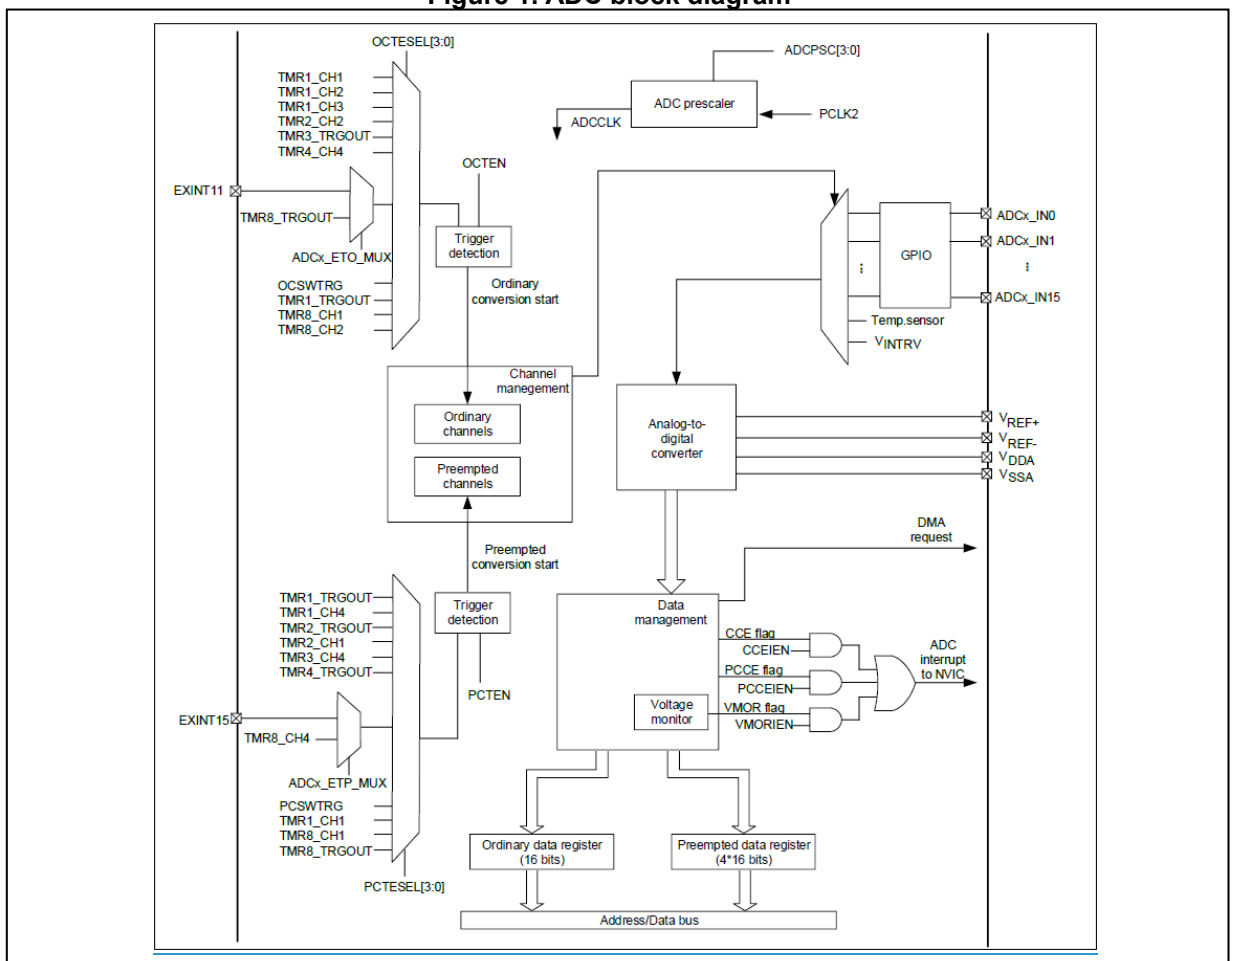 Figure 1. ADC block diagram
OCTESEL[3:0]
TMR1_CH1
TMR1_CH2
TMR1_CH3
TMR2_CH2
TMR3_TRGOUT
TMR4_CH4
EXINT11
TMR8_TRGOUT
ADCx_ETO_MUX
OCSWTRG
TMR1_TRGOUT
TMR8_CH1
TMR8_CH2
OCTEN
Trigger
detection
Ordinary
conversion start
ADCPSC[3:0]
ADC prescaler
ADCCLK
PCLK2
GPIO
ADCx_IN0
ADCx_IN1
ADCx_IN15
Temp.sensor
VINTRV
Channel
manegement
Ordinary
channels
Preempted
channels
Analog-to-
digital
converter
VREF+
VREF-
VDDA
VSSA
Preempted
conversion start
Trigger
detection
PCTEN
TMR1_TRGOUT
TMR1_CH4
TMR2_TRGOUT
TMR2_CH1
TMR3_CH4
TMR4_TRGOUT
EXINT15
TMR8_CH4
ADCx_ETP_MUX
PCSWTRG
TMR1_CH1
TMR8_CH1
TMR8_TRGOUT
PCTESEL[3:0]
DMA
request
Data
management
CCE flag
CCEIEN
PCCE flag
PCCEIEN
VMOR flag
VMORIEN
Voltage
monitor
ADC
interrupt
to NVIC
Ordinary data register
(16 bits)
Preempted data register
(4*16 bits)
Address/Data bus